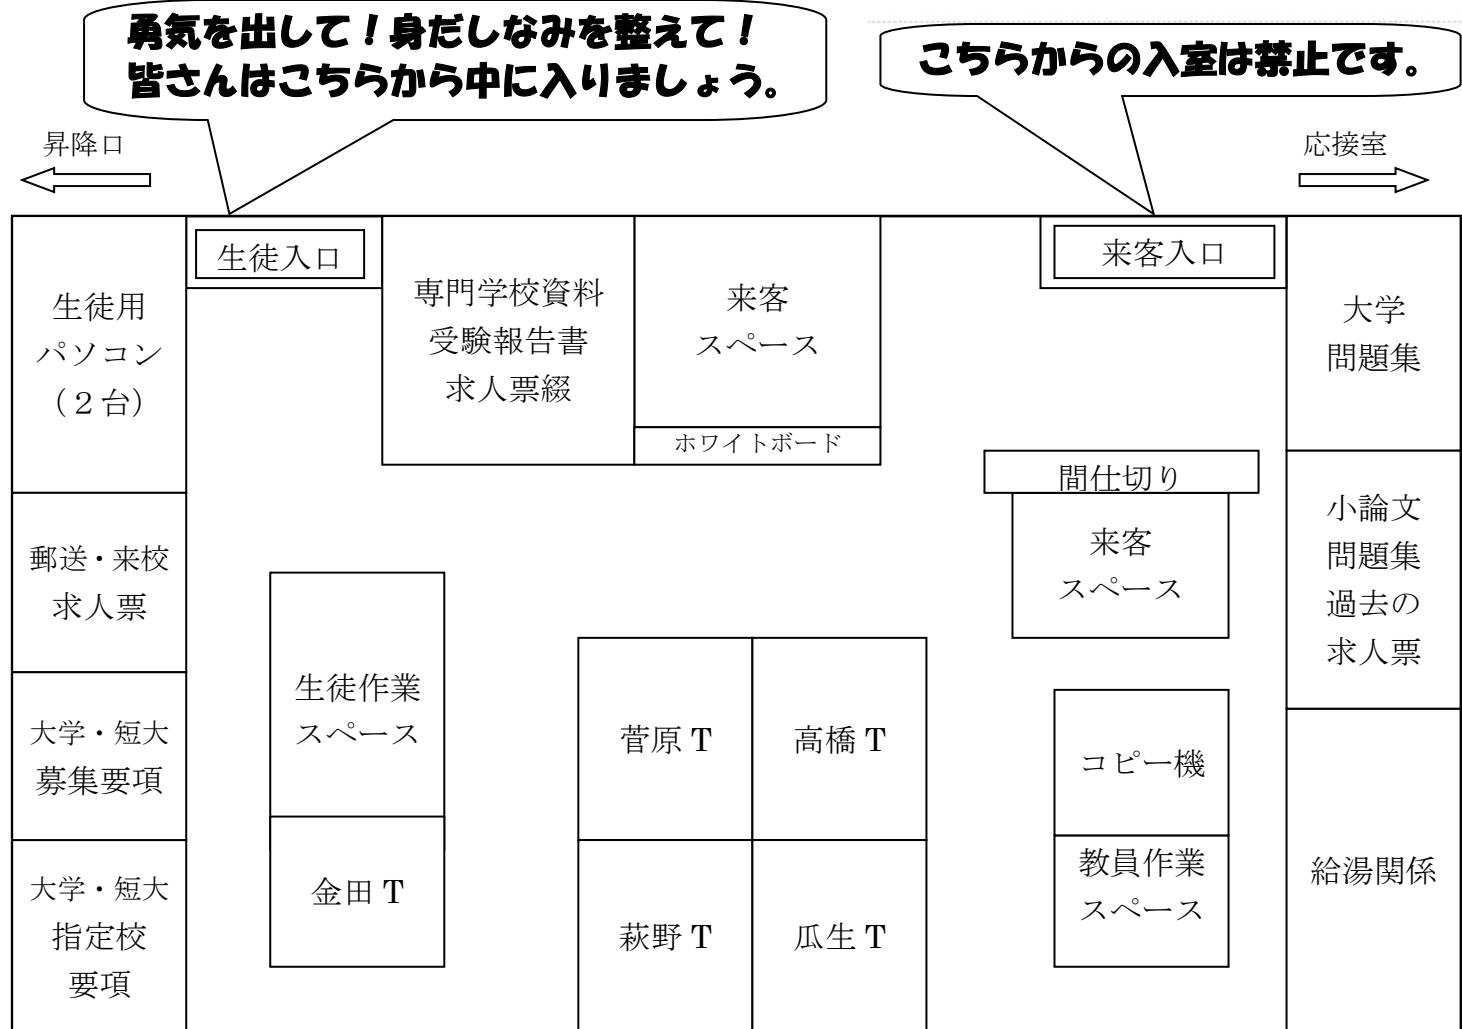 勇気を出して！身だしなみを整えて！
皆さんはこちらから中に入りましょう。
こちらからの入室は禁止です。
昇降口
応接室
生徒入口
来客入口
生徒用
パソコン
（２台）
専門学校資料
受験報告書
求人票綴
来客
スペース
ホワイトボード
大学
問題集
間仕切り
来客
スペース
小論文
問題集
過去の
求人票
郵送・来校
求人票
生徒作業
スペース
大学・短大
募集要項
菅原 T
高橋 T
コピー機
大学・短大
指定校
要項
金田 T
萩野 T
瓜生 T
教員作業
スペース
給湯関係